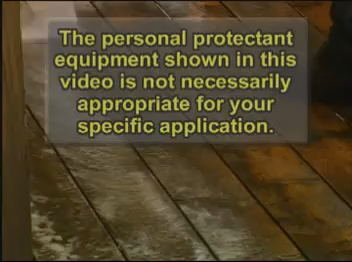 The personal protectant
equipment shown in this
video is not necessarily
appropriate for your
specific application.